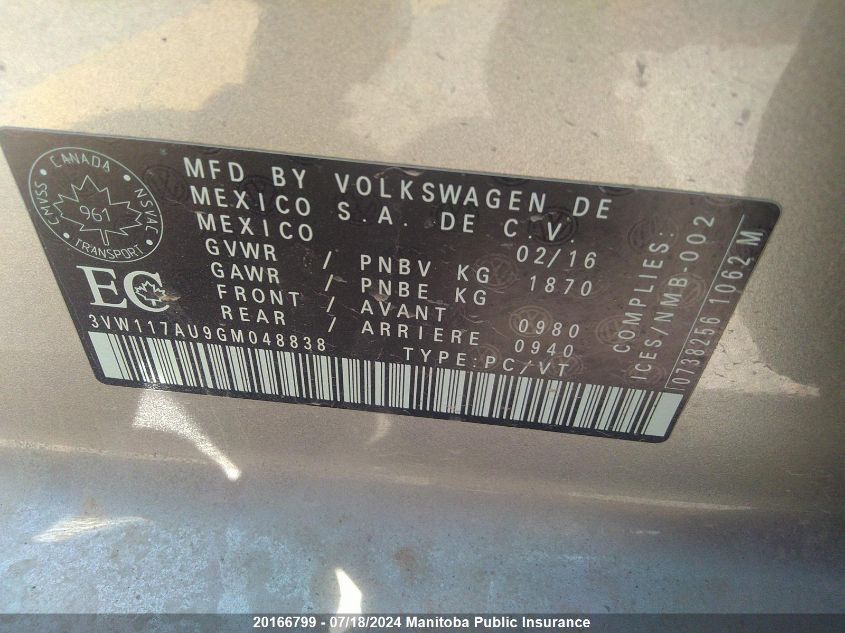 CANADA
CMVSS NSVAC
961
TRANSPORT
EC
MFD BY VOLKSWAGEN DE
MEXICO S.A. DE C.V.
MEXICO 02/16
GVWR / PNBV KG 1870
GAWR / PNBE KG
FRONT / AVANT 0980
REAR / ARRIERE 0940
3VW117AU9GM048838 TYPE:PC/VT
COMPLIES:
ICES/NMB-002
10738256 1062 M
20166799 - 07/18/2024 Manitoba Public Insurance